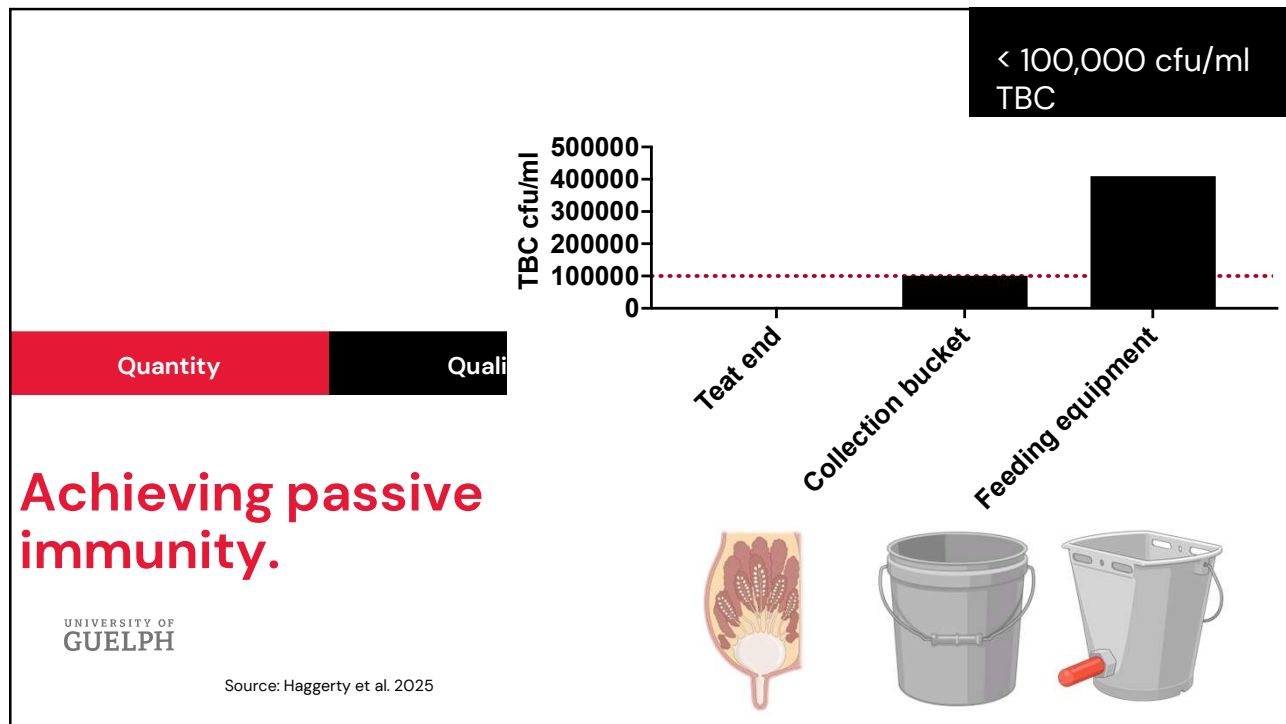 < 100,000 cfu/ml
TBC
TBC cfu/ml
500000
400000
300000
200000
100000
0
Teat end
Collection bucket
Feeding equipment
Quantity
Quali
Achieving passive
immunity.
UNIVERSITY OF
GUELPH
Source: Haggerty et al. 2025